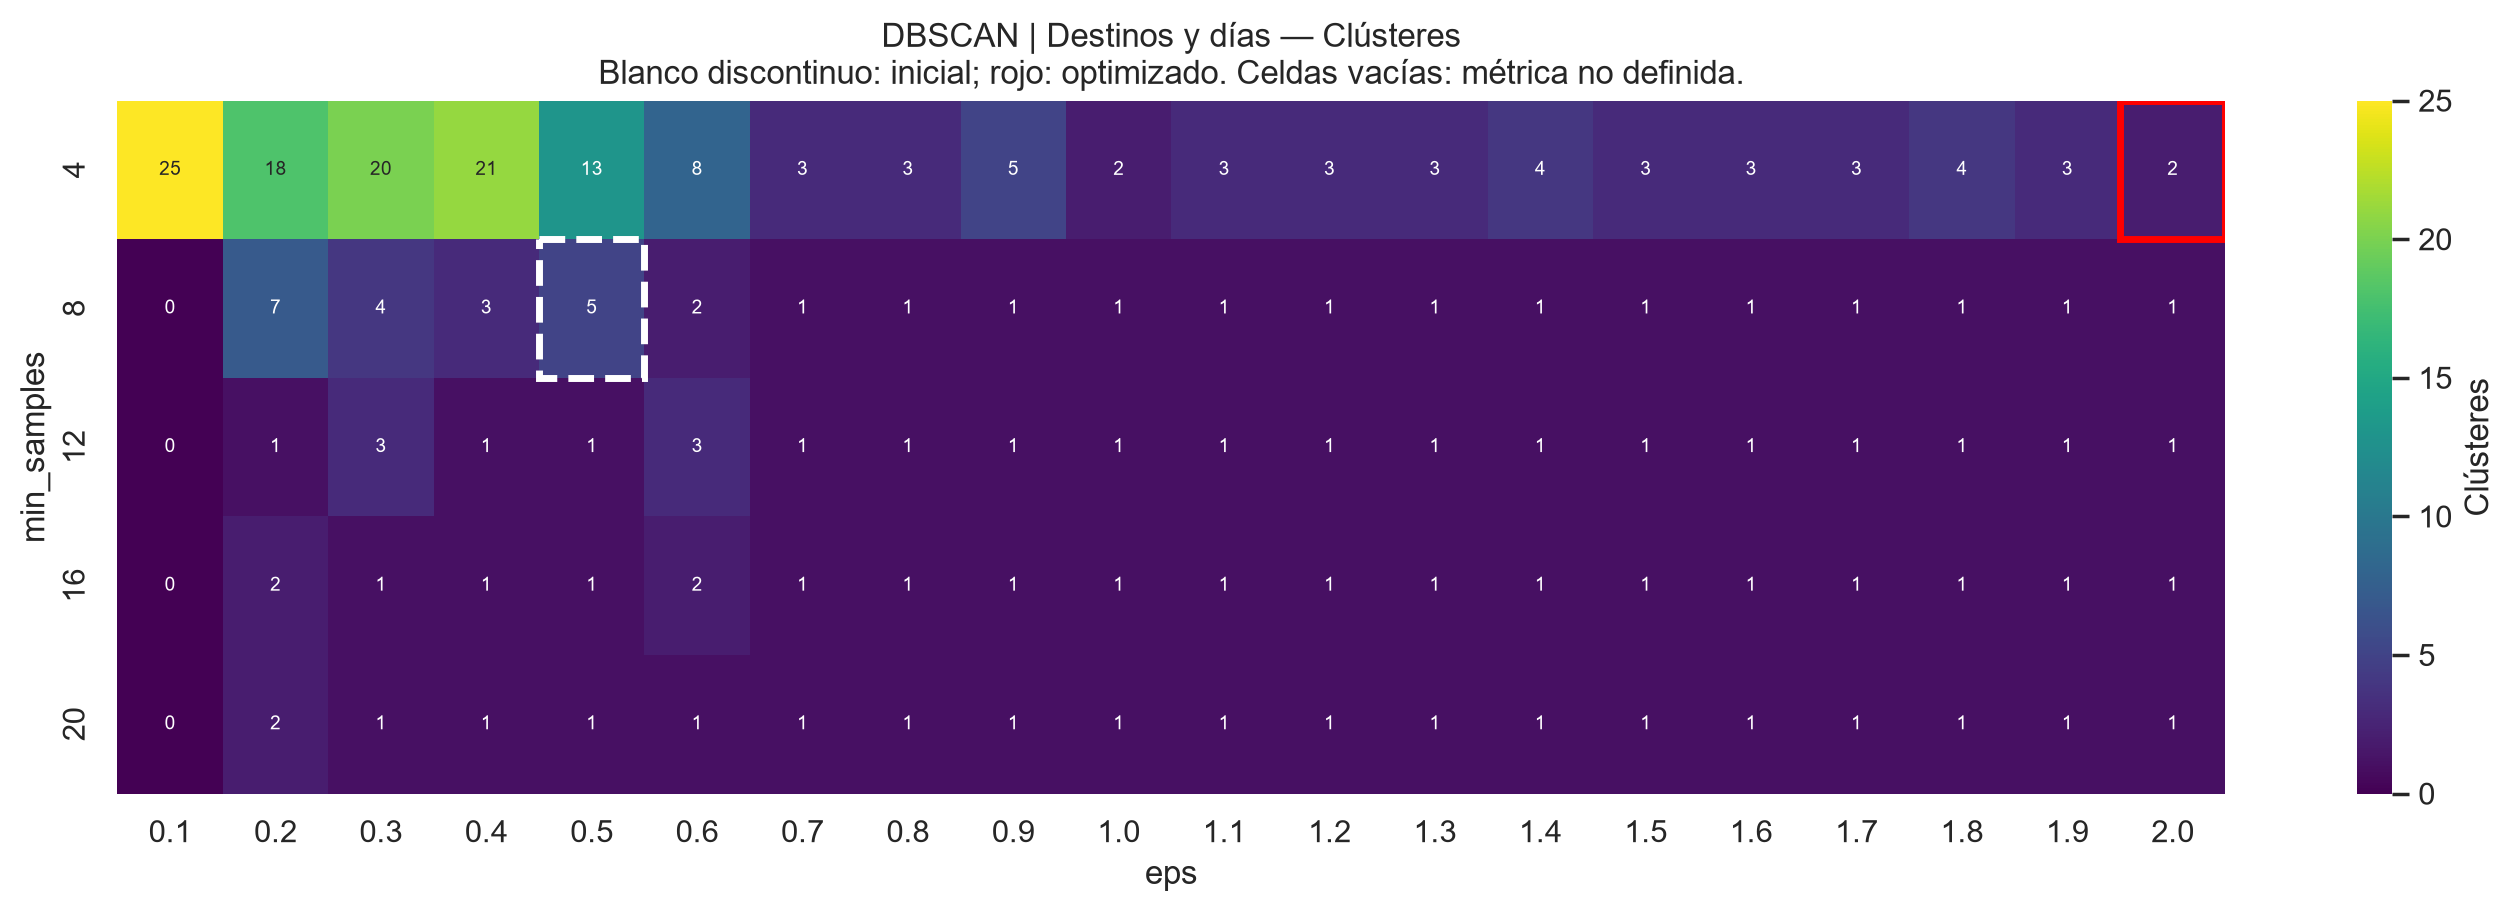 DBSCAN | Destinos y días — Clústeres
Blanco discontinuo: inicial; rojo: optimizado. Celdas vacías: métrica no definida.
min_samples
4 25 18 20 21 13 8 3 3 5 2 3 3 3 4 3 3 3 4 3 2
8 0 7 4 3 5 2 1 1 1 1 1 1 1 1 1 1 1 1 1 1
12 0 1 3 1 1 3 1 1 1 1 1 1 1 1 1 1 1 1 1 1
16 0 2 1 1 1 2 1 1 1 1 1 1 1 1 1 1 1 1 1 1
20 0 2 1 1 1 1 1 1 1 1 1 1 1 1 1 1 1 1 1 1
0.1 0.2 0.3 0.4 0.5 0.6 0.7 0.8 0.9 1.0 1.1 1.2 1.3 1.4 1.5 1.6 1.7 1.8 1.9 2.0
eps
25
20
15
10
5
0
Clústeres